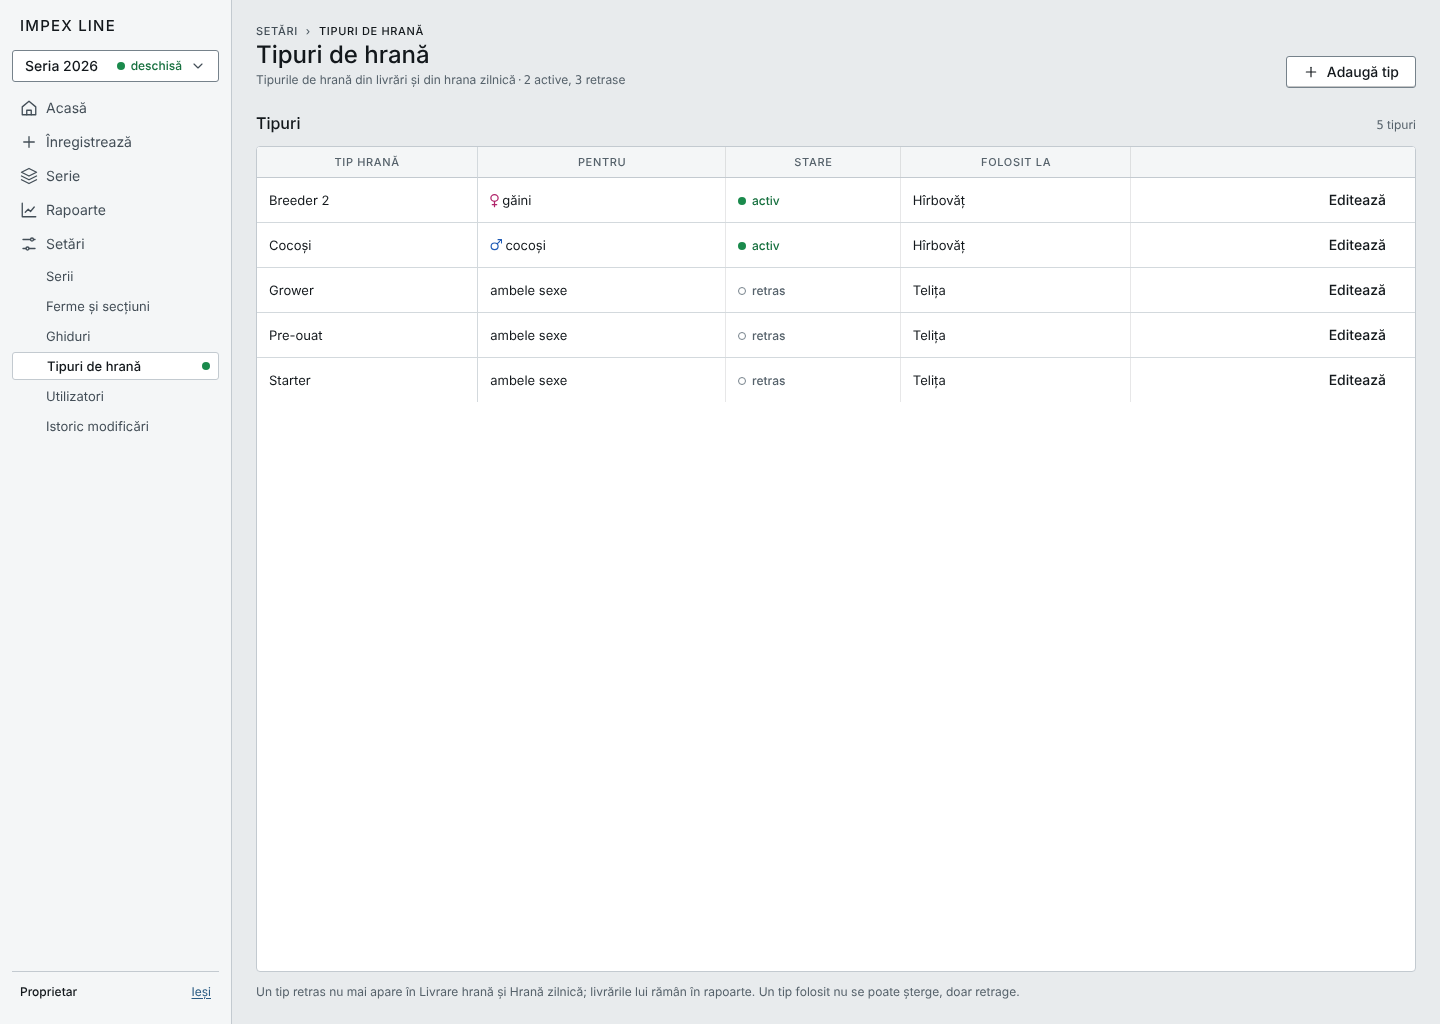 IMPEX LINE
Seria 2026 deschisă
Acasă
Înregistrează
Serie
Rapoarte
Setări
Serii
Ferme și secțiuni
Ghiduri
Tipuri de hrană
Utilizatori
Istoric modificări
Proprietar Ieși
SETĂRI › TIPURI DE HRANĂ
Tipuri de hrană
Tipurile de hrană din livrări și din hrana zilnică · 2 active, 3 retrase
Adaugă tip
Tipuri
5 tipuri
TIP HRANĂ PENTRU STARE FOLOSIT LA
Breeder 2 ♀ găini activ Hîrbovăț Editează
Cocoși ♂ cocoși activ Hîrbovăț Editează
Grower ambele sexe retras Telița Editează
Pre-ouat ambele sexe retras Telița Editează
Starter ambele sexe retras Telița Editează
Un tip retras nu mai apare în Livrare hrană și Hrană zilnică; livrările lui rămân în rapoarte. Un tip folosit nu se poate șterge, doar retrage.